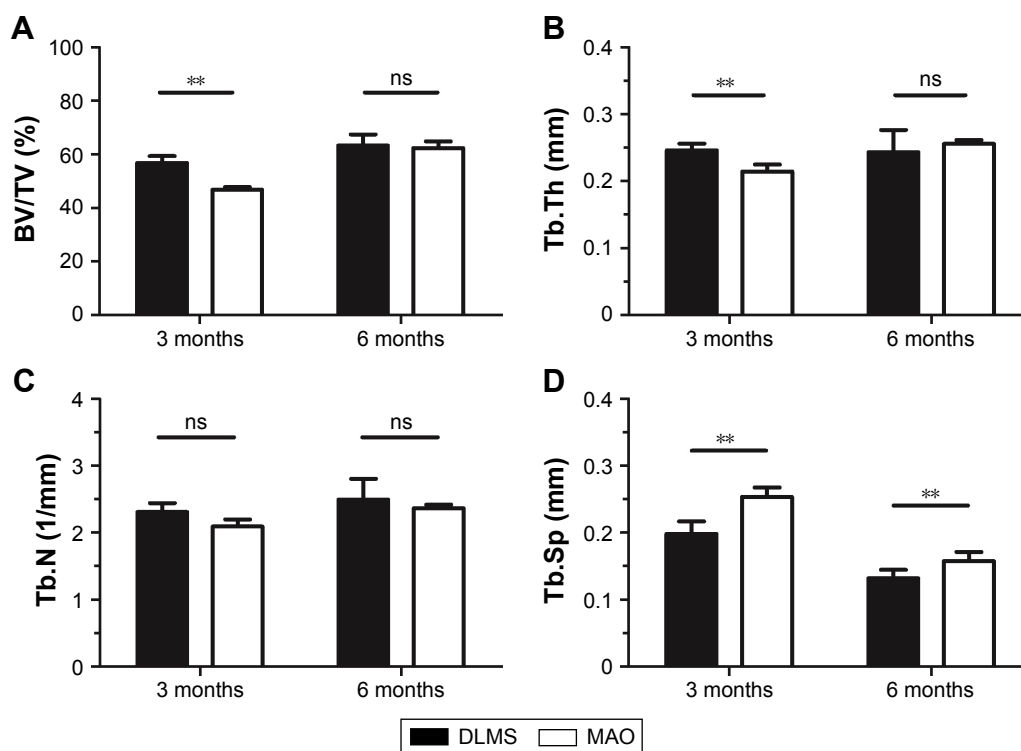 A
BV/TV (%)
100
80
60
40
20
0
**
ns
3 months
6 months
B
Tb.Th (mm)
0.4
0.3
0.2
0.1
0
**
ns
3 months
6 months
C
Tb.N (1/mm)
4
3
2
1
0
ns
ns
3 months
6 months
D
Tb.Sp (mm)
0.4
0.3
0.2
0.1
0
**
**
3 months
6 months
DLMS MAO